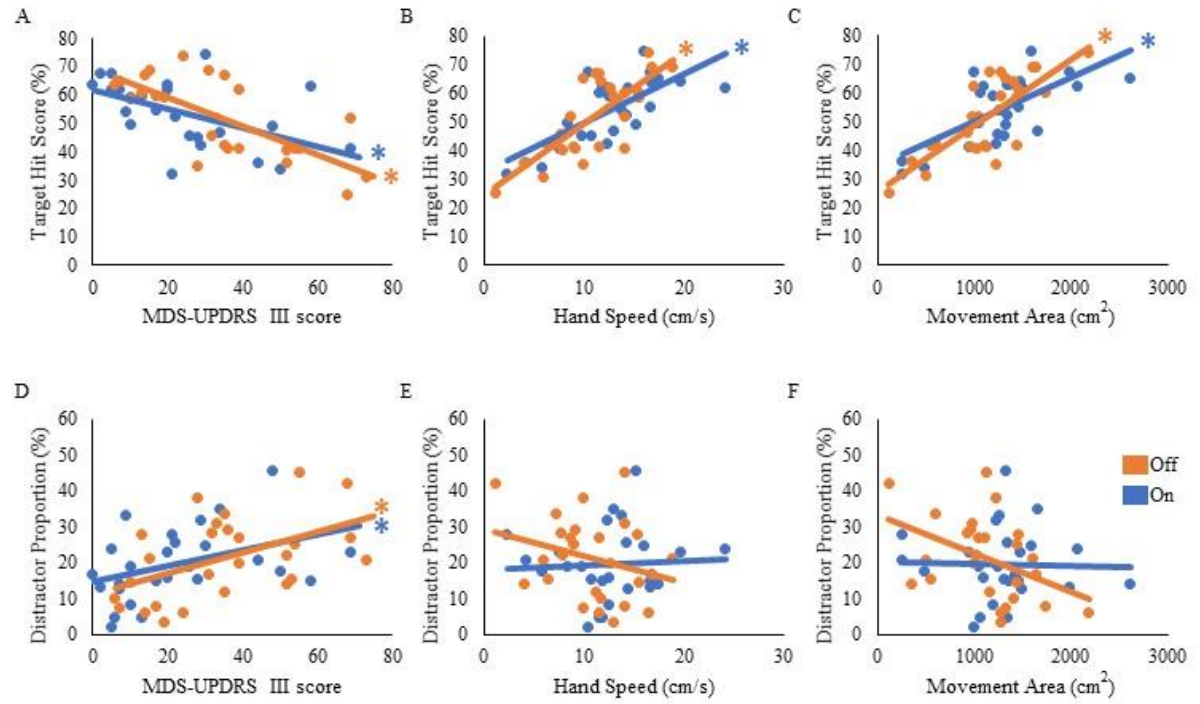 A
Target Hit Score (%)
80
70
60
50
40
30
20
10
0
0 20 40 60 80
MDS-UPDRS III score
*
*
B
Target Hit Score (%)
80
70
60
50
40
30
20
10
0
0 10 20 30
Hand Speed (cm/s)
* *
C
Target Hit Score (%)
80
70
60
50
40
30
20
10
0
0 1000 2000 3000
Movement Area (cm²)
* *
D
Distractor Proportion (%)
60
50
40
30
20
10
0
0 20 40 60 80
MDS-UPDRS III score
*
*
E
Distractor Proportion (%)
60
50
40
30
20
10
0
0 10 20 30
Hand Speed (cm/s)
F
Distractor Proportion (%)
60
50
40
30
20
10
0
0 1000 2000 3000
Movement Area (cm²)
Off
On